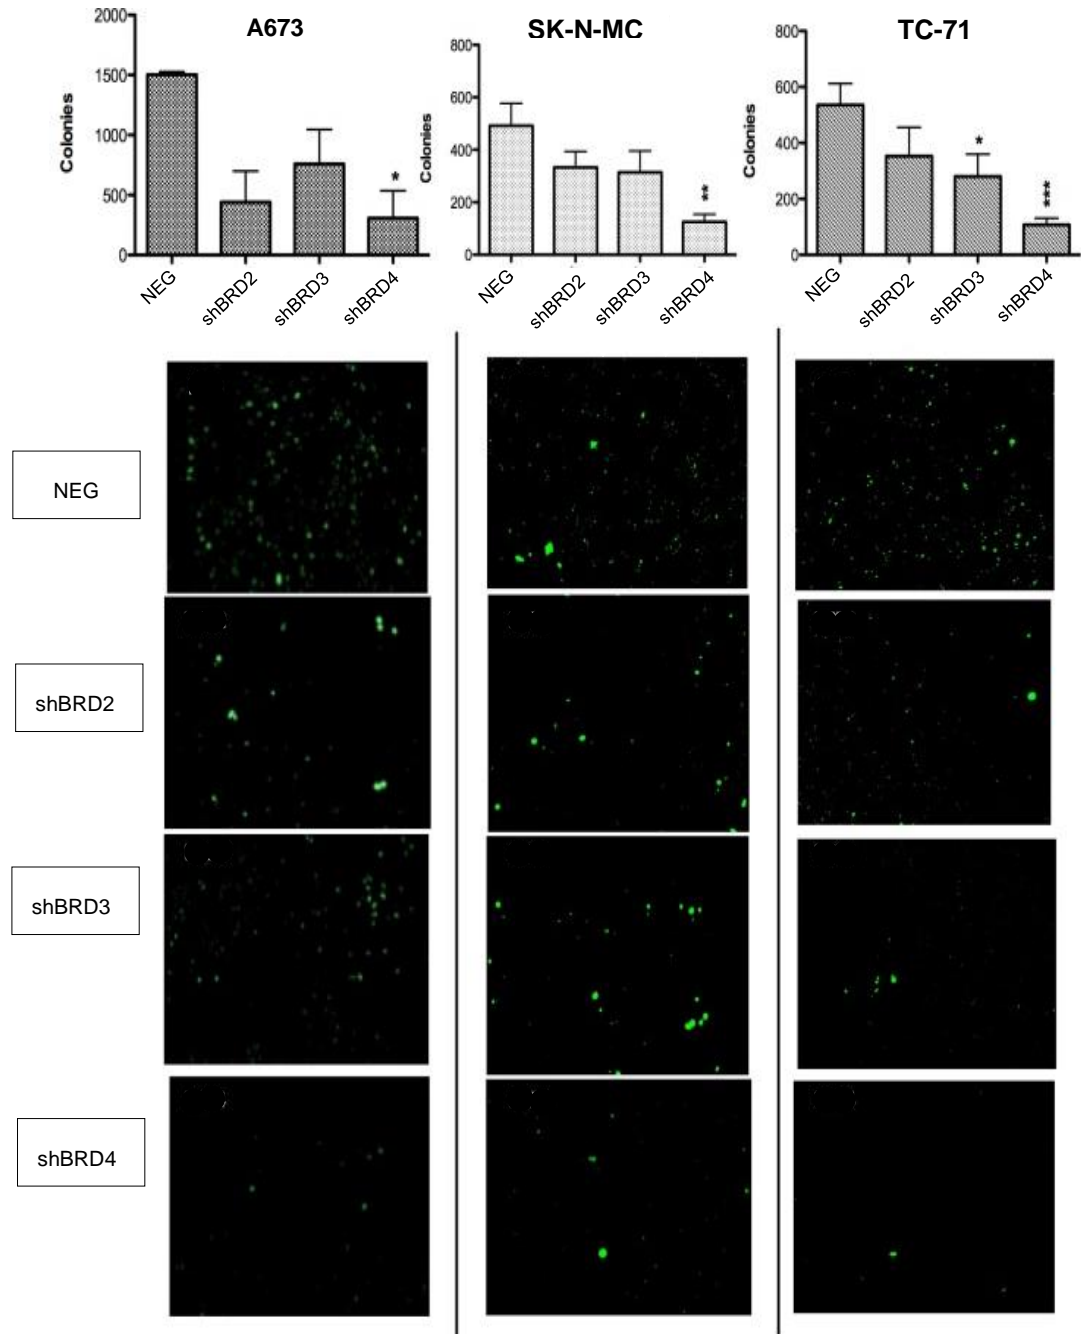 A673
Colonies
2000
1500
1000
500
0
*
NEG
shBRD2
shBRD3
shBRD4
SK-N-MC
Colonies
800
600
400
200
0
**
NEG
shBRD2
shBRD3
shBRD4
TC-71
Colonies
800
600
400
200
0
*
***
NEG
shBRD2
shBRD3
shBRD4
NEG
shBRD2
shBRD3
shBRD4